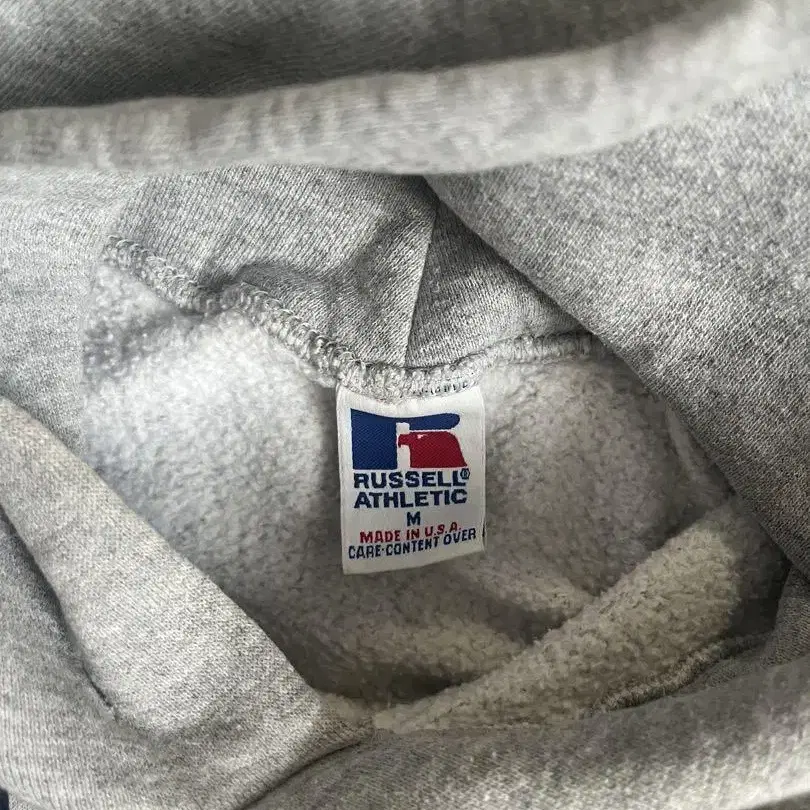 RUSSELL®
ATHLETIC
M
MADE IN U.S.A.
CARE·CONTENT OVER